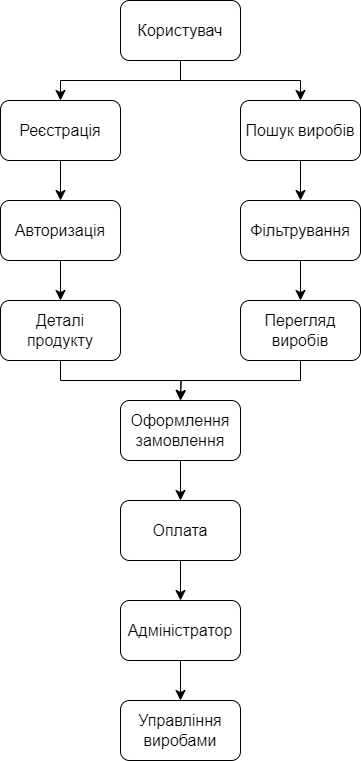 Користувач
Реєстрація
Пошук виробів
Авторизація
Фільтрування
Деталі
продукту
Перегляд
виробів
Оформлення
замовлення
Оплата
Адміністратор
Управління
виробами